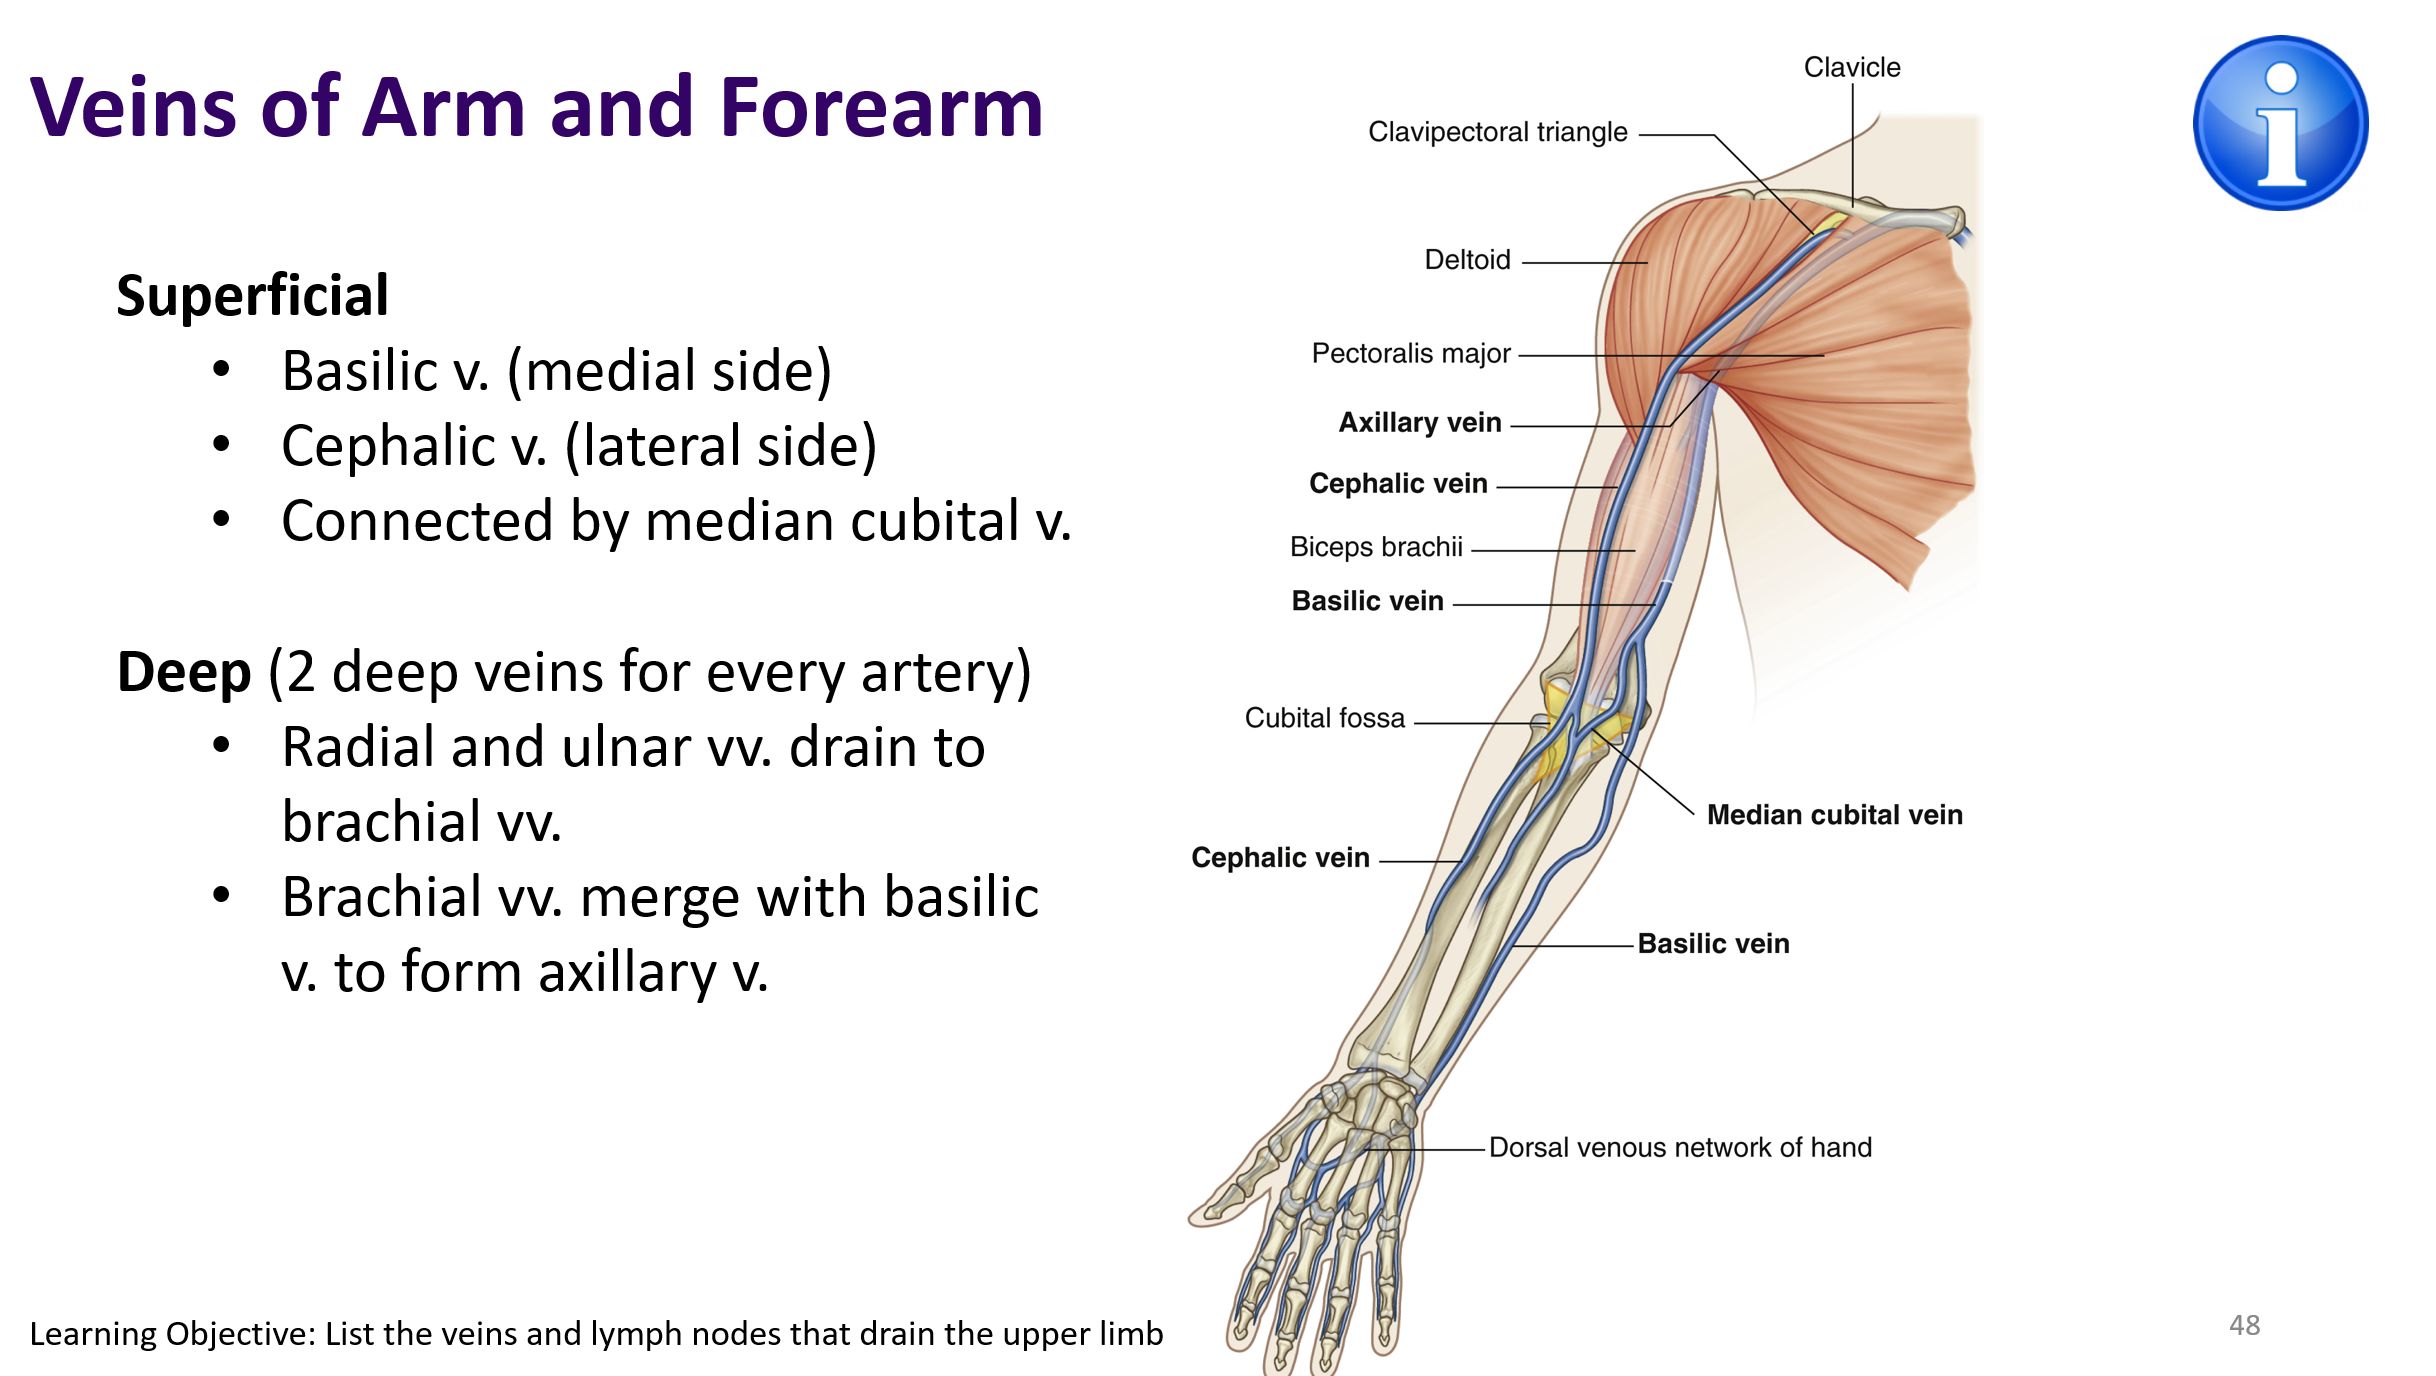 Veins of Arm and Forearm
Superficial
• Basilic v. (medial side)
• Cephalic v. (lateral side)
• Connected by median cubital v.
Deep (2 deep veins for every artery)
• Radial and ulnar vv. drain to
brachial vv.
• Brachial vv. merge with basilic
v. to form axillary v.
Clavicle
Clavipectoral triangle
Deltoid
Pectoralis major
Axillary vein
Cephalic vein
Biceps brachii
Basilic vein
Cubital fossa
Median cubital vein
Cephalic vein
Basilic vein
Dorsal venous network of hand
i
Learning Objective: List the veins and lymph nodes that drain the upper limb
48